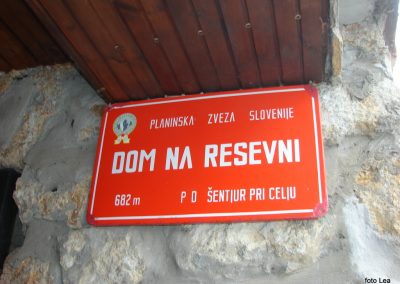 PLANINSKA ZVEZA SLOVENIJE
DOM NA RESEVNI
682 m P D ŠENTJUR PRI CELJU
foto Lea